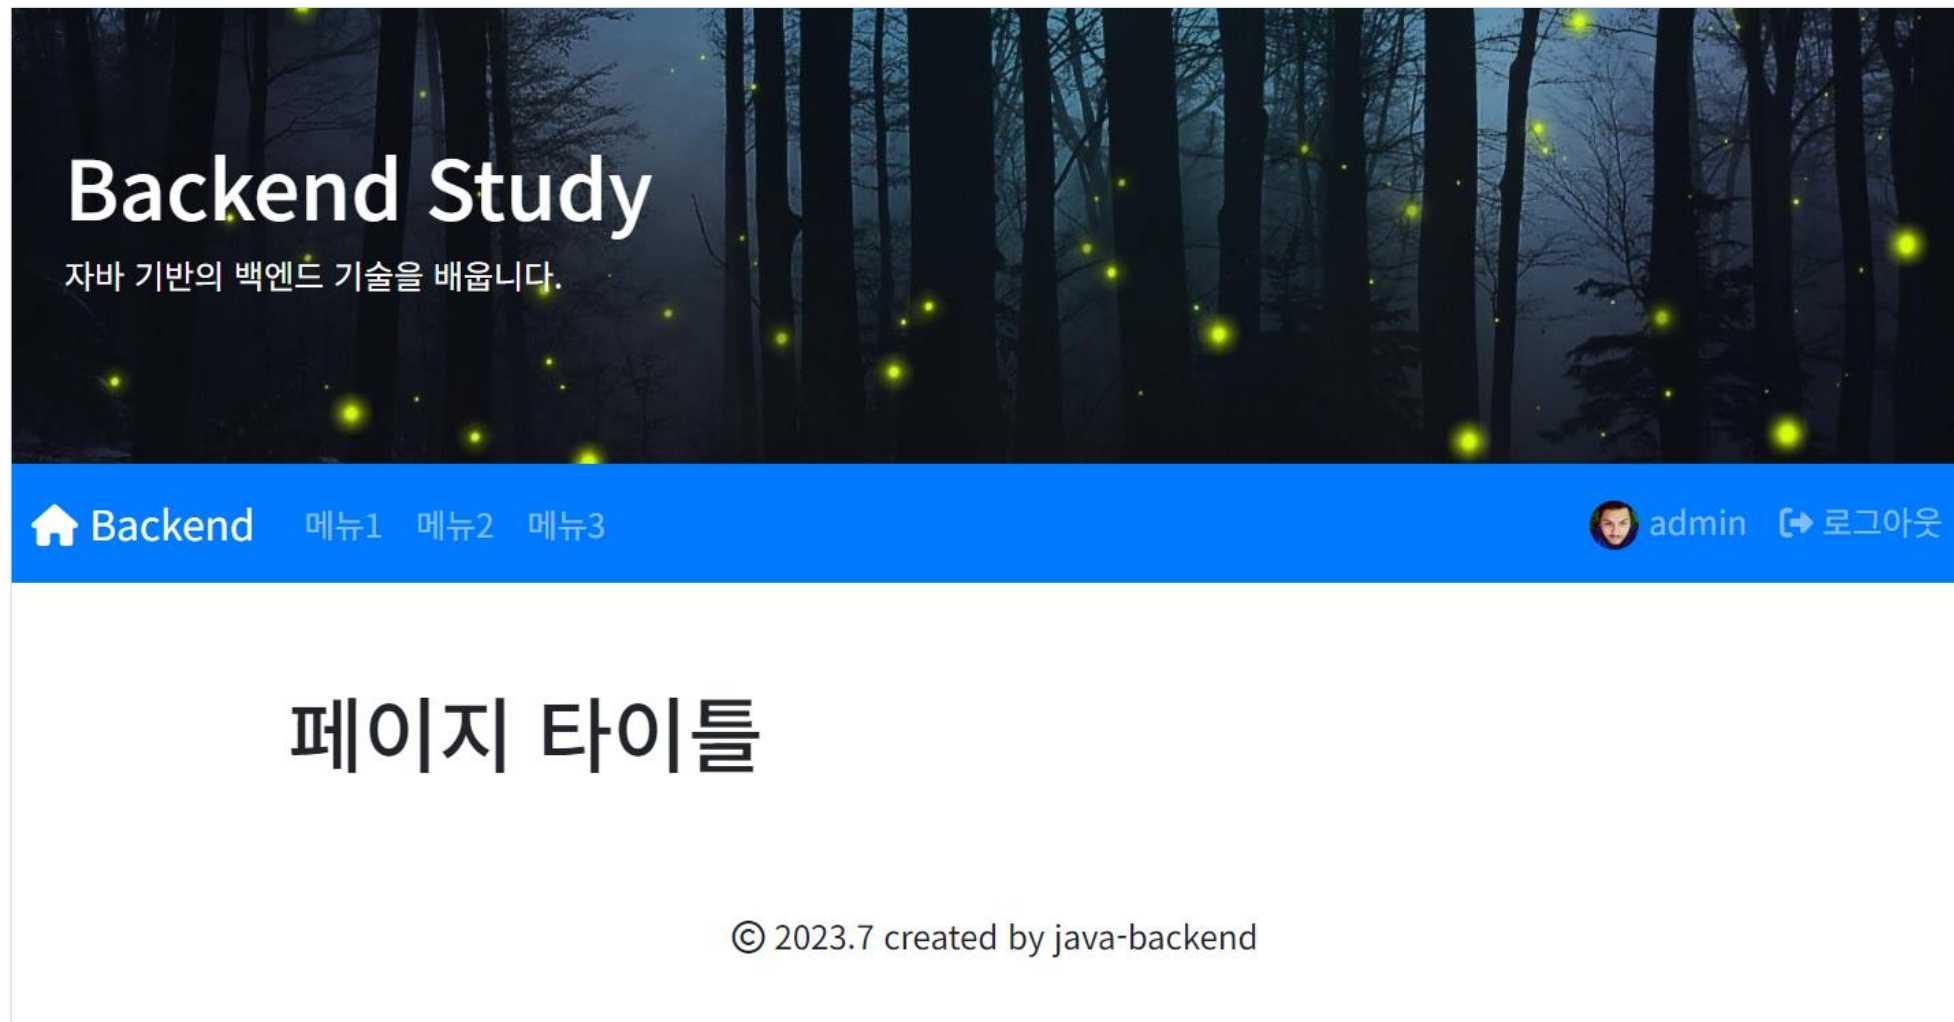 Backend Study
자바 기반의 백엔드 기술을 배웁니다.
Backend 메뉴1 메뉴2 메뉴3 admin 로그아웃
페이지 타이틀
© 2023.7 created by java-backend